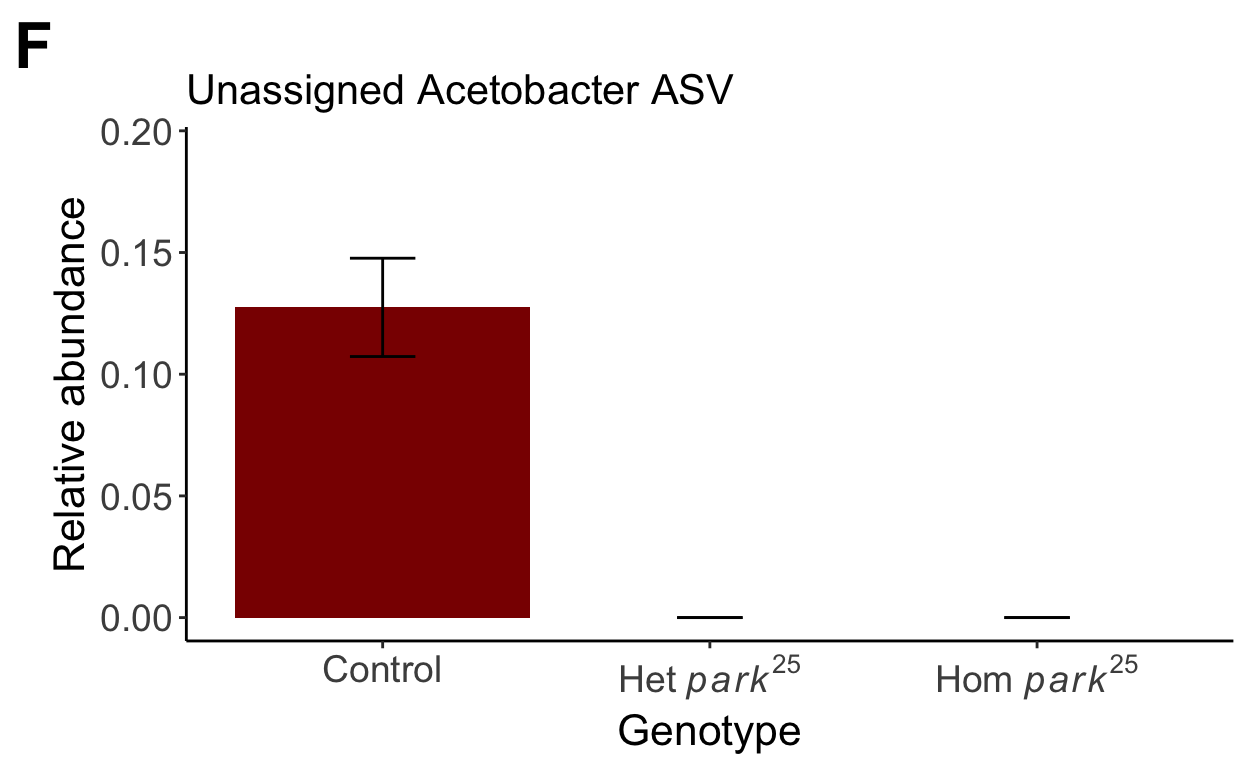 F
Unassigned Acetobacter ASV
0.20
0.15
0.10
0.05
0.00
Relative abundance
Control
Het park²⁵
Hom park²⁵
Genotype